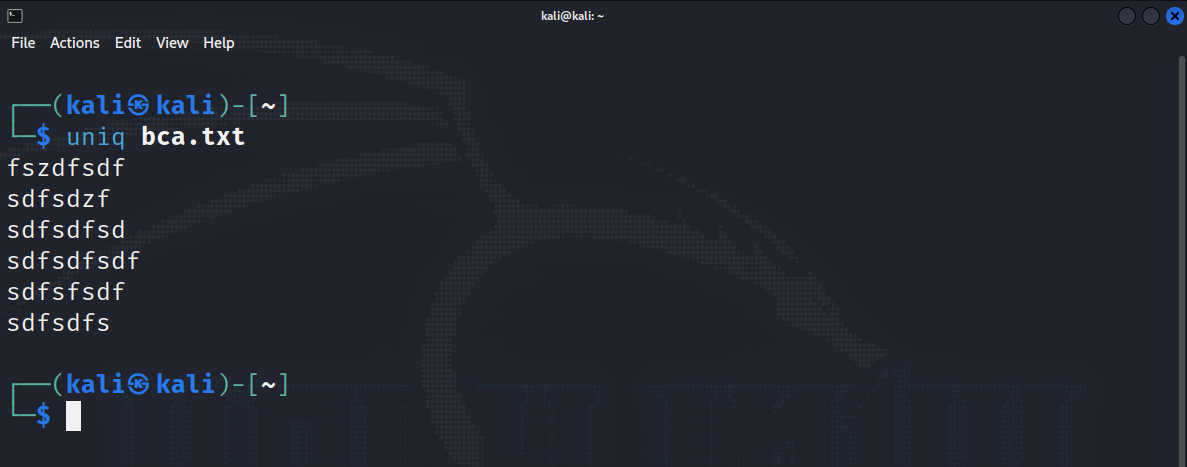 kali@kali: ~
File Actions Edit View Help
┌──(kali㉿kali)-[~]
└─$ uniq bca.txt
fszdfsdf
sdfsdzf
sdfsdfsd
sdfsdfsdf
sdfsfsdf
sdfsdfs
┌──(kali㉿kali)-[~]
└─$